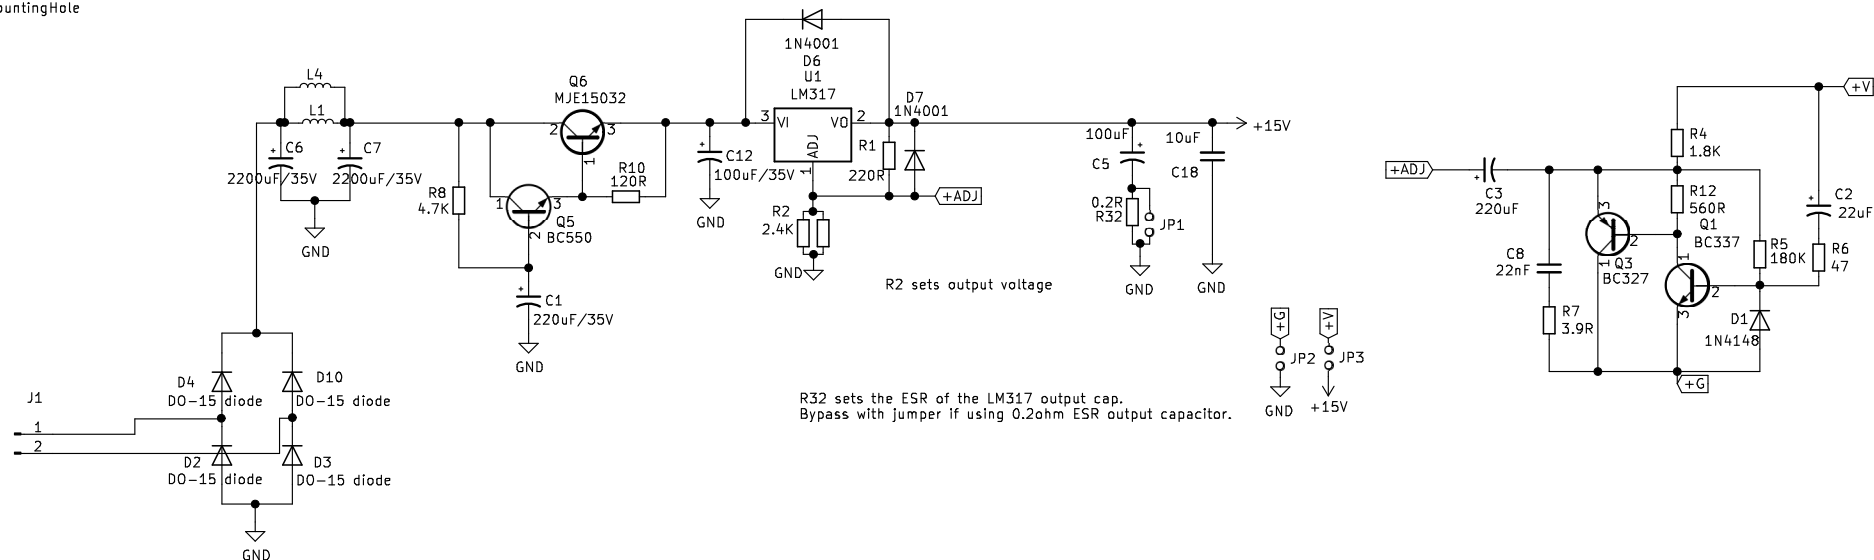 ountingHole
1N4001
D6
U1
LM317
L4
L1
Q6
MJE15032
2
3
1
3
VI
VO
2
ADJ
1
D7
1N4001
+15V
+V
C6
2200uF/35V
C7
2200uF/35V
GND
R8
4.7K
1
3
2
Q5
BC550
R10
120R
C12
100uF/35V
GND
R1
220R
+ADJ
R2
2.4K
GND
100uF
C5
0.2R
R32
JP1
GND
10uF
C18
GND
R2 sets output voltage
C1
220uF/35V
GND
+ADJ
C3
220uF
C8
22nF
R7
3.9R
3
2
1
Q3
BC327
R4
1.8K
R12
560R
Q1
BC337
1
2
3
R5
180K
C2
22uF
R6
47
D1
1N4148
+G
+G
JP2
GND
+V
JP3
+15V
R32 sets the ESR of the LM317 output cap.
Bypass with jumper if using 0.2ohm ESR output capacitor.
J1
1
2
D4
DO-15 diode
D10
DO-15 diode
D2
DO-15 diode
D3
DO-15 diode
GND